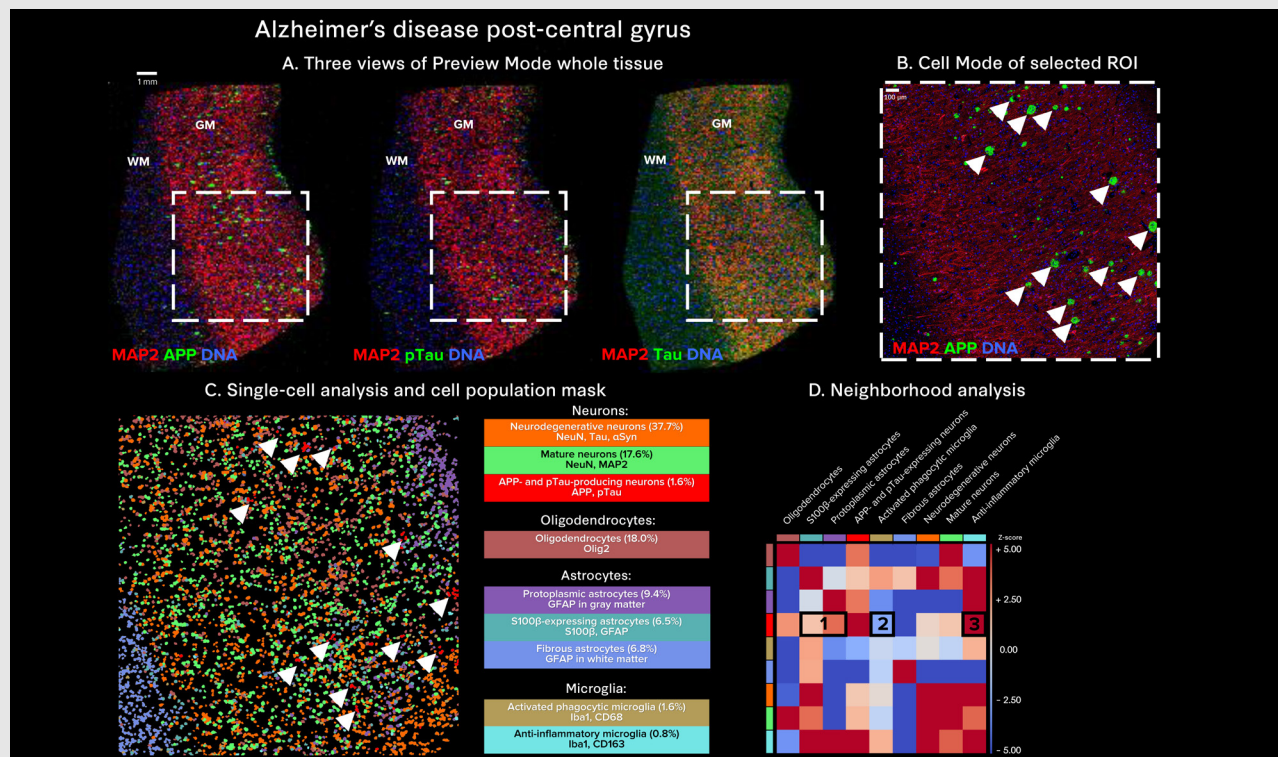 Alzheimer's disease post-central gyrus
A. Three views of Preview Mode whole tissue
1 mm
GM
WM
MAP2 APP DNA
GM
WM
MAP2 pTau DNA
GM
WM
MAP2 Tau DNA
B. Cell Mode of selected ROI
100 µm
MAP2 APP DNA
C. Single-cell analysis and cell population mask
Neurons:
Neurodegenerative neurons (37.7%)
NeuN, Tau, αSyn
Mature neurons (17.6%)
NeuN, MAP2
APP- and pTau-producing neurons (1.6%)
APP, pTau
Oligodendrocytes:
Oligodendrocytes (18.0%)
Olig2
Astrocytes:
Protoplasmic astrocytes (9.4%)
GFAP in gray matter
S100β-expressing astrocytes (6.5%)
S100β, GFAP
Fibrous astrocytes (6.8%)
GFAP in white matter
Microglia:
Activated phagocytic microglia (1.6%)
Iba1, CD68
Anti-inflammatory microglia (0.8%)
Iba1, CD163
D. Neighborhood analysis
Oligodendrocytes
S100β-expressing astrocytes
Protoplasmic astrocytes
APP- and pTau-expressing neurons
Activated phagocytic microglia
Fibrous astrocytes
Neurodegenerative neurons
Mature neurons
Anti-inflammatory microglia
Z-score
+ 5.00
+ 2.50
0.00
- 2.50
- 5.00
1
2
3